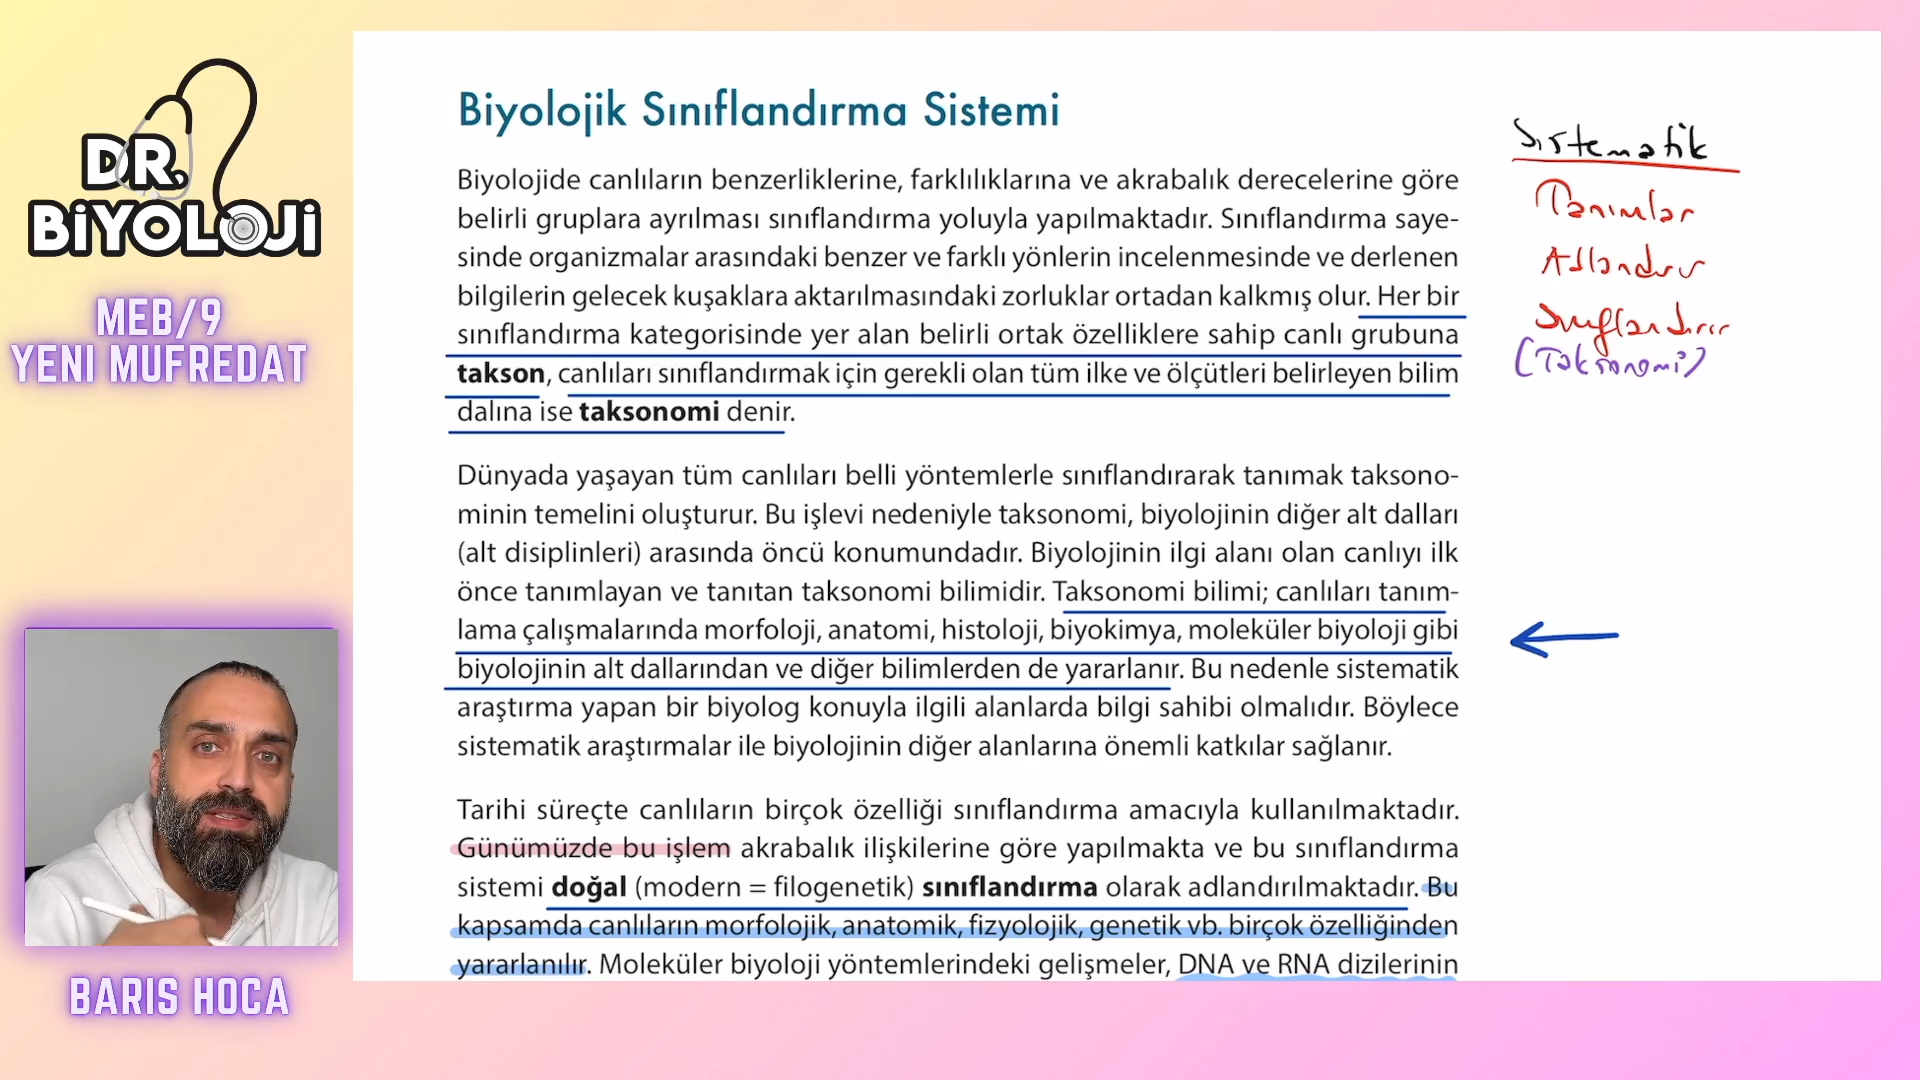 DR.
BİYOLOJİ
MEB/9
YENI MUFREDAT
BARIS HOCA
Biyolojik Sınıflandırma Sistemi
Biyolojide canlıların benzerliklerine, farklılıklarına ve akrabalık derecelerine göre
belirli gruplara ayrılması sınıflandırma yoluyla yapılmaktadır. Sınıflandırma saye-
sinde organizmalar arasındaki benzer ve farklı yönlerin incelenmesinde ve derlenen
bilgilerin gelecek kuşaklara aktarılmasındaki zorluklar ortadan kalkmış olur. Her bir
sınıflandırma kategorisinde yer alan belirli ortak özelliklere sahip canlı grubuna
takson, canlıları sınıflandırmak için gerekli olan tüm ilke ve ölçütleri belirleyen bilim
dalına ise taksonomi denir.
Dünyada yaşayan tüm canlıları belli yöntemlerle sınıflandırarak tanımak taksono-
minin temelini oluşturur. Bu işlevi nedeniyle taksonomi, biyolojinin diğer alt dalları
(alt disiplinleri) arasında öncü konumundadır. Biyolojinin ilgi alanı olan canlıyı ilk
önce tanımlayan ve tanıtan taksonomi bilimidir. Taksonomi bilimi; canlıları tanım-
lama çalışmalarında morfoloji, anatomi, histoloji, biyokimya, moleküler biyoloji gibi
biyolojinin alt dallarından ve diğer bilimlerden de yararlanır. Bu nedenle sistematik
araştırma yapan bir biyolog konuyla ilgili alanlarda bilgi sahibi olmalıdır. Böylece
sistematik araştırmalar ile biyolojinin diğer alanlarına önemli katkılar sağlanır.
Tarihi süreçte canlıların birçok özelliği sınıflandırma amacıyla kullanılmaktadır.
Günümüzde bu işlem akrabalık ilişkilerine göre yapılmakta ve bu sınıflandırma
sistemi doğal (modern = filogenetik) sınıflandırma olarak adlandırılmaktadır. Bu
kapsamda canlıların morfolojik, anatomik, fizyolojik, genetik vb. birçok özelliğinden
yararlanılır. Moleküler biyoloji yöntemlerindeki gelişmeler, DNA ve RNA dizilerinin
Sistematik
Tanımlar
Adlandırır
Sınıflandırır
(Taksonomi)